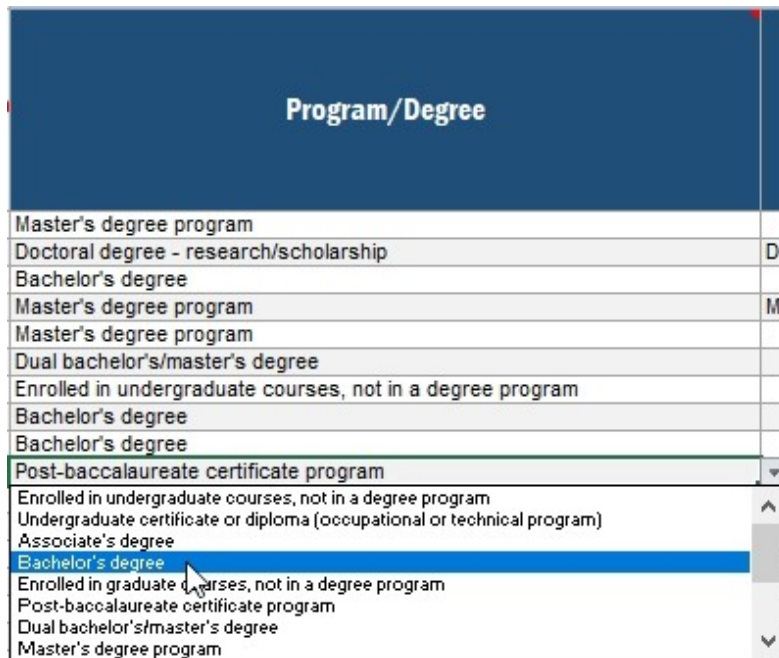 Program/Degree
Master's degree program
Doctoral degree - research/scholarship
D
Bachelor's degree
Master's degree program
M
Master's degree program
Dual bachelor's/master's degree
Enrolled in undergraduate courses, not in a degree program
Bachelor's degree
Bachelor's degree
Post-baccalaureate certificate program
Enrolled in undergraduate courses, not in a degree program
Undergraduate certificate or diploma (occupational or technical program)
Associate's degree
Bachelor's degree
Enrolled in graduate courses, not in a degree program
Post-baccalaureate certificate program
Dual bachelor's/master's degree
Master's degree program